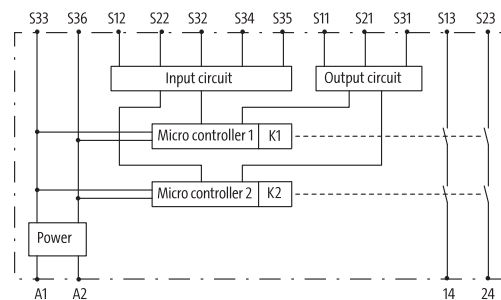 S33 S36 S12 S22 S32 S34 S35 S11 S21 S31 S13 S23
Input circuit Output circuit
Micro controller 1 K1
Micro controller 2 K2
Power
A1 A2 14 24